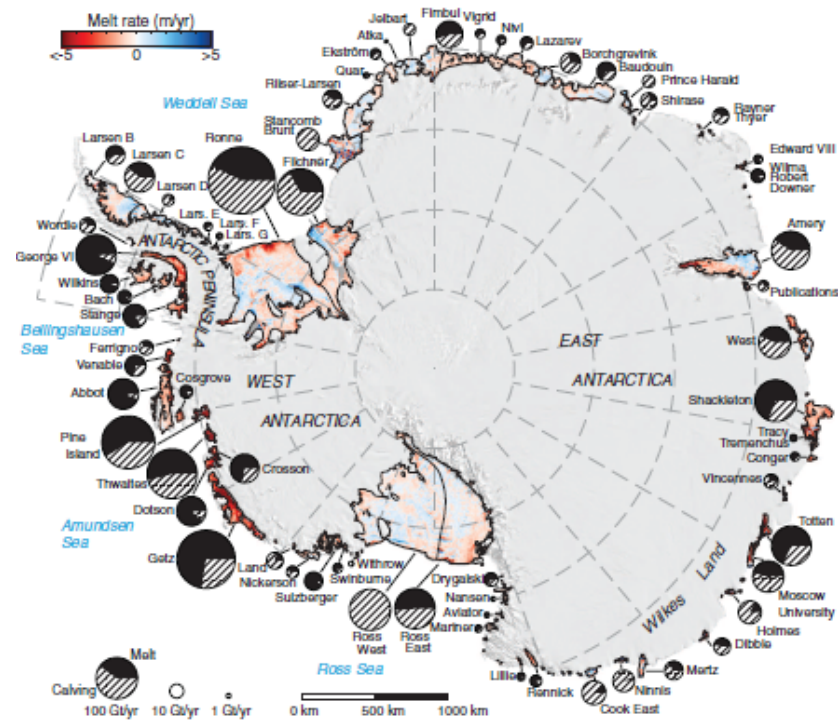 Melt rate (m/yr)
<-5 0 >5
Weddell Sea
Jelbart
Atka
Ekström
Quar
Riiser-Larsen
Stancomb
Brunt
Fimbul
Vigrid
Nivl
Lazarev
Borchgrevink
Baudouin
Prince Harald
Shirase
Rayner
Thyer
Edward VIII
Wilma
Robert
Downer
Amery
Publications
West
Shackleton
Tracy
Tremenchus
Conger
Vincennes
Totten
Moscow
University
Holmes
Dibble
Mertz
Ninnis
Cook East
Rennick
Lillie
Mariner
Aviator
Nansen
Drygalski
Ross
East
Ross
West
Withrow
Swinburne
Sulzberger
Nickerson
Land
Getz
Dotson
Crosson
Thwaites
Pine
Island
Cosgrove
Abbot
Venable
Ferrigno
Stange
Bach
Wilkins
George VI
Wordie
Larsen B
Larsen C
Larsen D
Lars. E
Lars. F
Lars. G
Ronne
Filchner
ANTARCTIC PENINSULA
Bellingshausen
Sea
Amundsen
Sea
Ross Sea
WEST
ANTARCTICA
EAST
ANTARCTICA
Wilkes Land
Melt
Calving
100 Gt/yr 10 Gt/yr 1 Gt/yr
0 km 500 km 1000 km